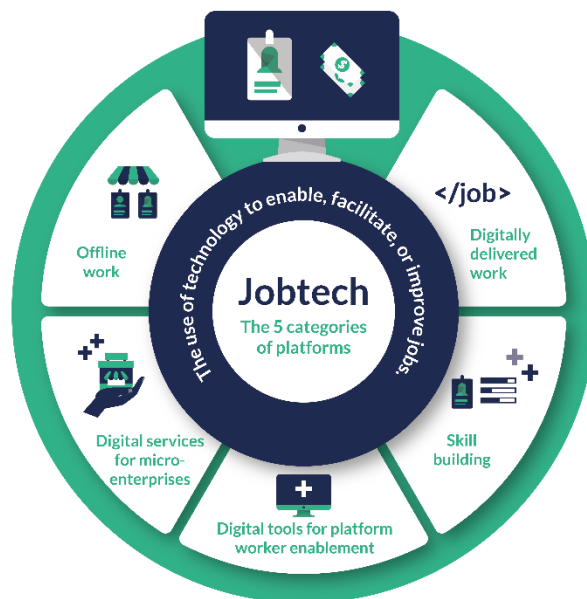 The use of technology to enable, facilitate, or improve jobs.
Jobtech
The 5 categories
of platforms
Offline
work
</job>
Digitally
delivered
work
Skill
building
Digital tools for platform
worker enablement
Digital services
for micro-
enterprises
$